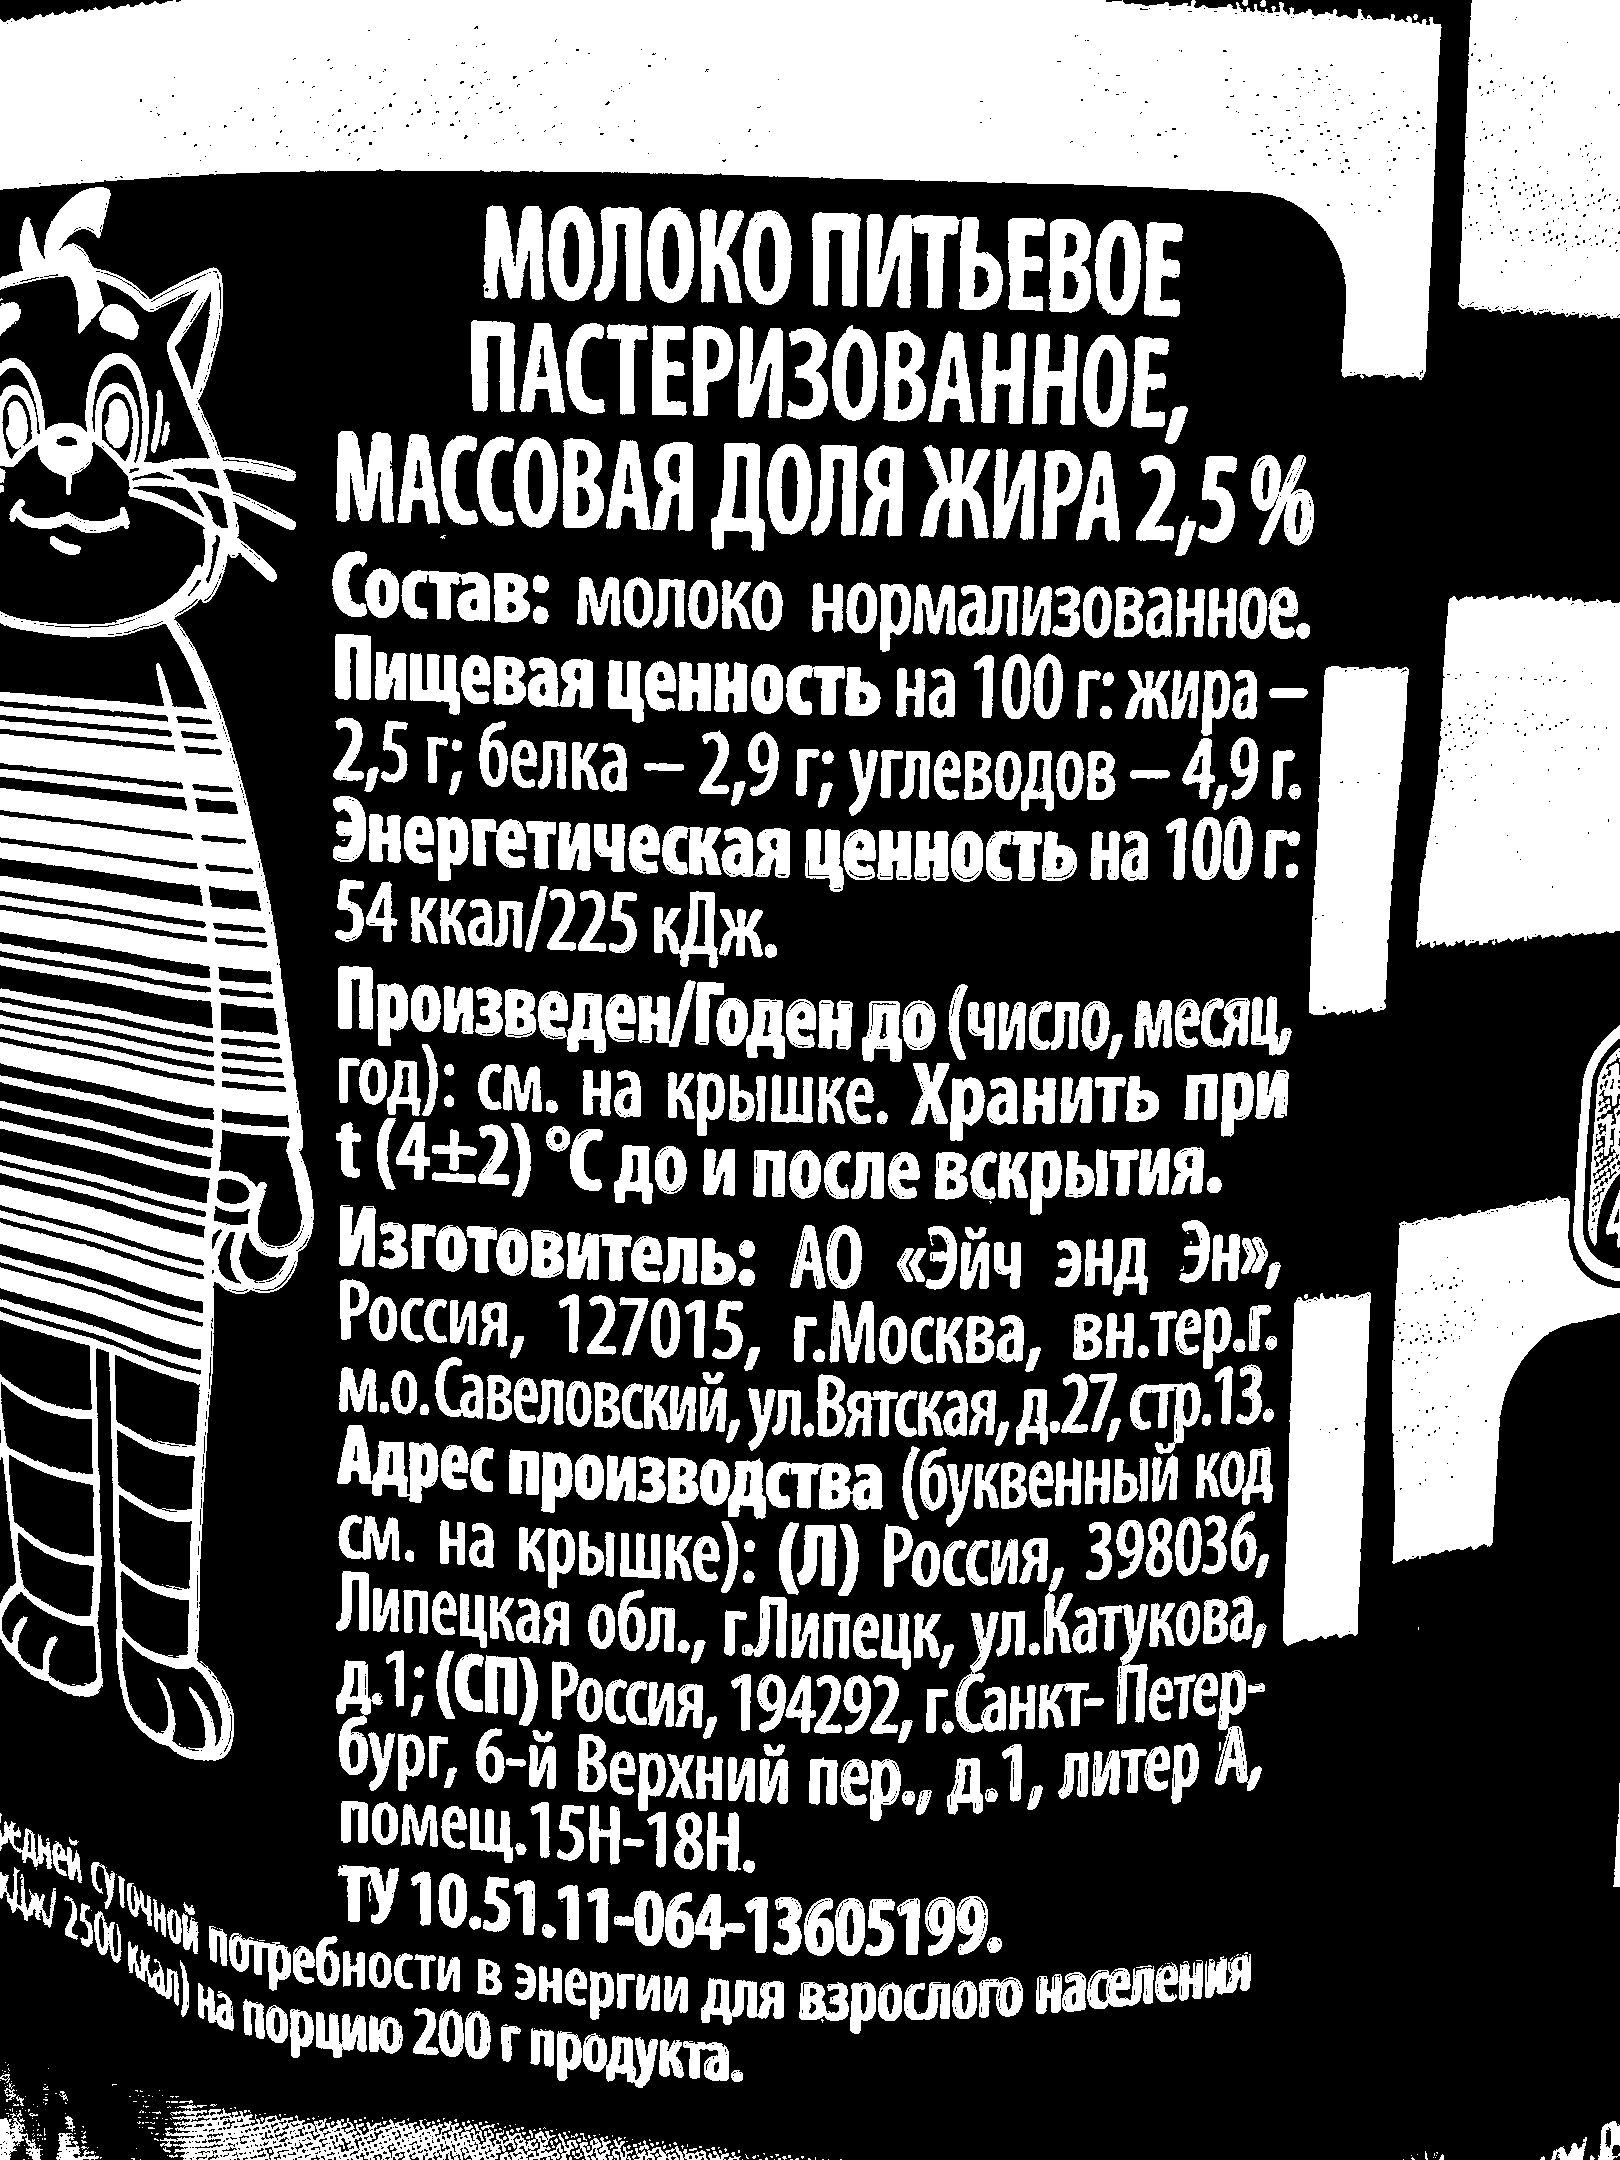 МОЛОКО ПИТЬЕВОЕ
ПАСТЕРИЗОВАННОЕ,
МАССОВАЯ ДОЛЯ ЖИРА 2,5 %
Состав: молоко нормализованное.
Пищевая ценность на 100 г: жира –
2,5 г; белка – 2,9 г; углеводов – 4,9 г.
Энергетическая ценность на 100 г:
54 ккал/225 кДж.
Произведен/Годен до (число, месяц,
год): см. на крышке. Хранить при
t (4±2) °C до и после вскрытия.
Изготовитель: АО «Эйч энд Эн»,
Россия, 127015, г.Москва, вн.тер.г.
м.о.Савеловский, ул.Вятская, д.27, стр.13.
Адрес производства (буквенный код
см. на крышке): (Л) Россия, 398036,
Липецкая обл., г.Липецк, ул.Катукова,
д.1; (СП) Россия, 194292, г.Санкт- Петер-
бург, 6-й Верхний пер., д.1, литер А,
помещ.15Н-18Н.
ТУ 10.51.11-064-13605199.
суточной потребности в энергии для взрослого населения
кДж/ 2500 ккал) на порцию 200 г продукта.